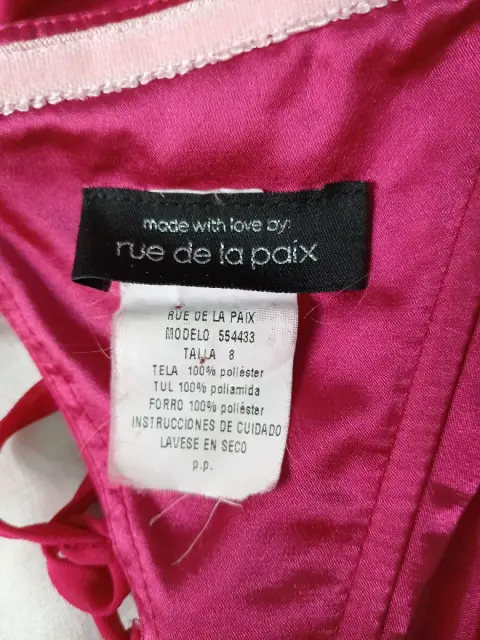 made with love by:
rue de la paix
RUE DE LA PAIX
MODELO 554433
TALLA 8
TELA 100% poliéster
TUL 100% poliamida
FORRO 100% poliéster
INSTRUCCIONES DE CUIDADO
LAVESE EN SECO
p.p.